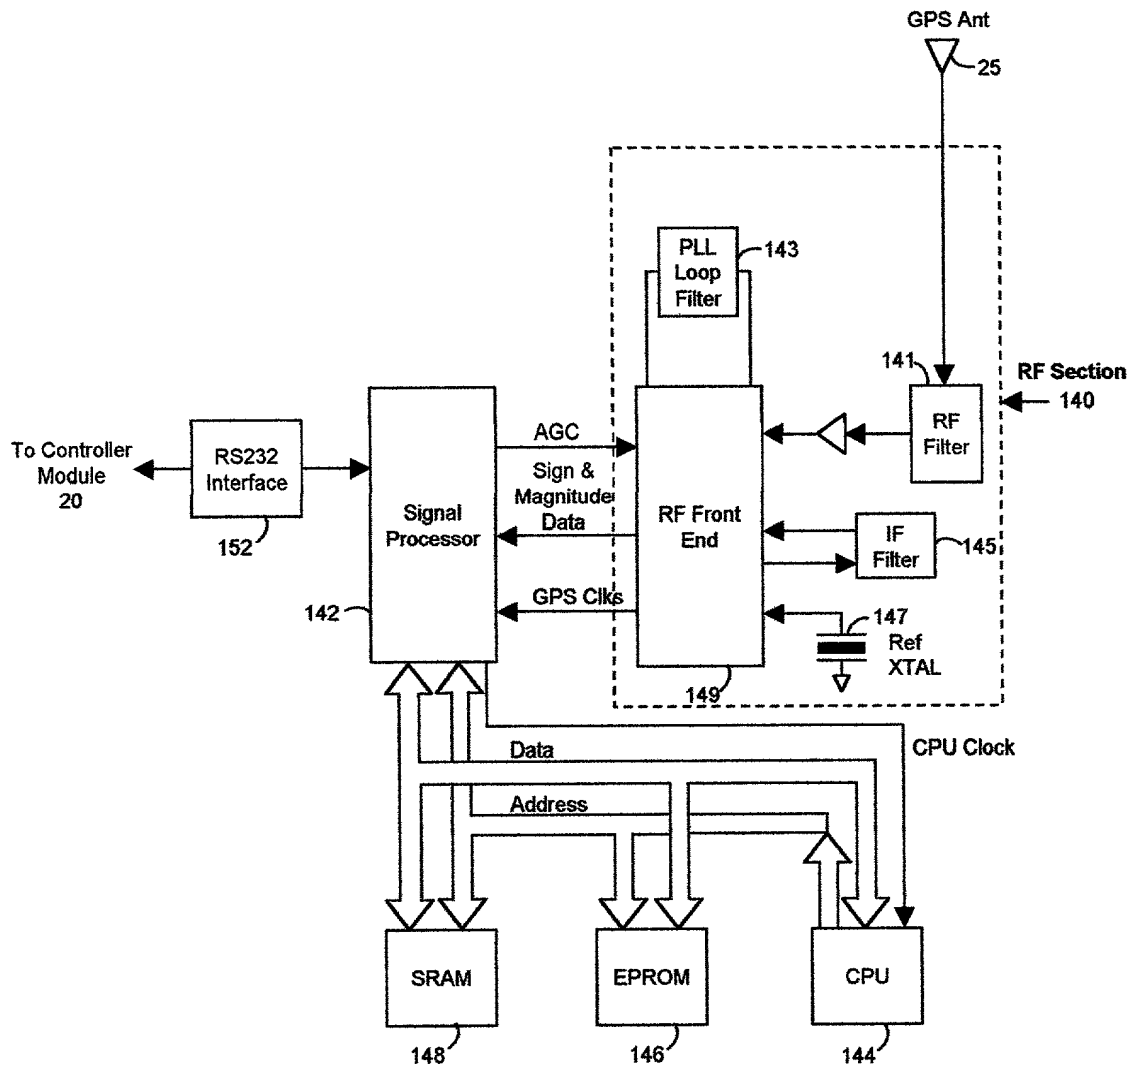 GPS Ant
25
PLL
Loop
Filter
143
141
RF Section
140
RF
Filter
To Controller
Module
20
RS232
Interface
152
Signal
Processor
142
AGC
Sign &
Magnitude
Data
GPS Clks
RF Front
End
149
IF
Filter
145
147
Ref
XTAL
CPU Clock
Data
Address
SRAM
148
EPROM
146
CPU
144